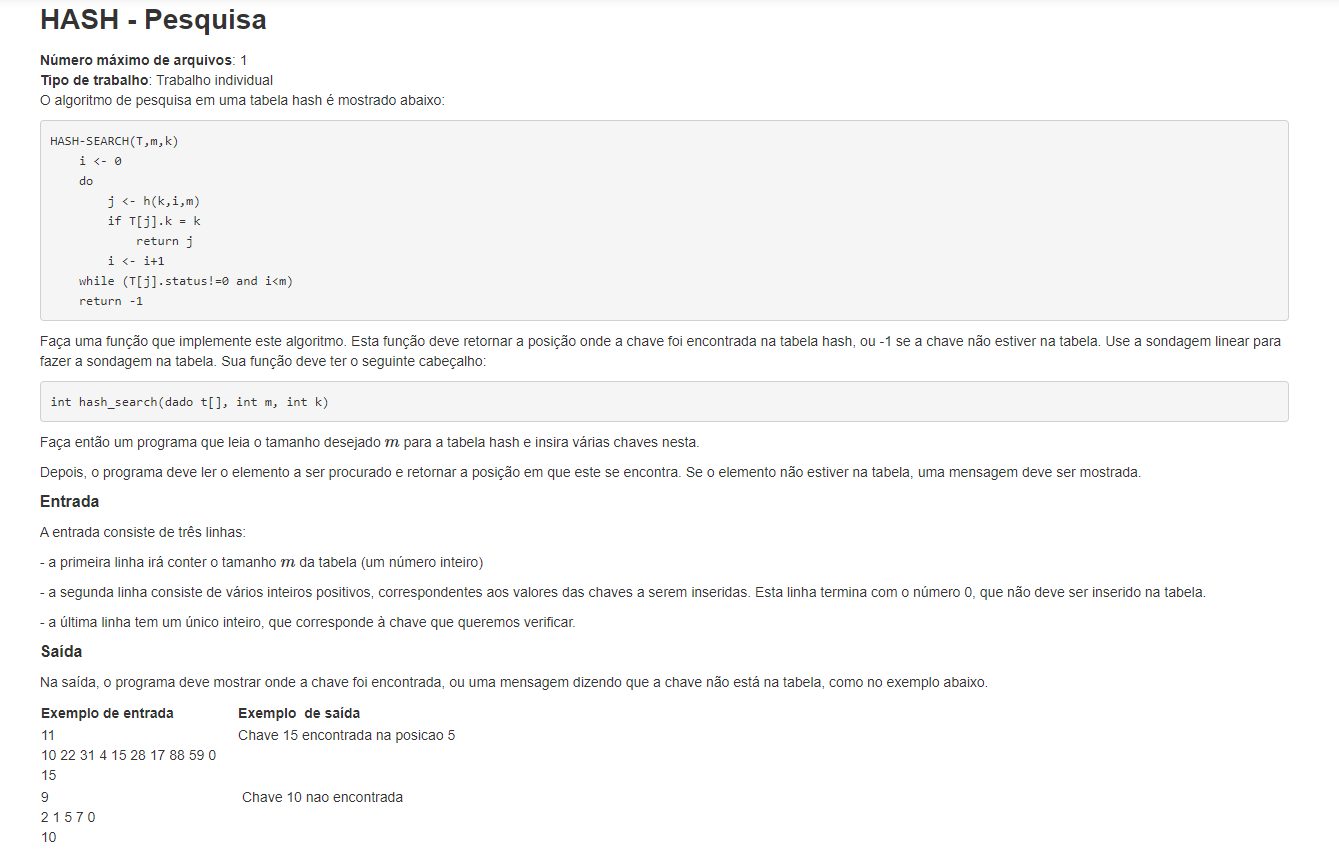 HASH - Pesquisa
Número máximo de arquivos: 1
Tipo de trabalho: Trabalho individual
O algoritmo de pesquisa em uma tabela hash é mostrado abaixo:
HASH-SEARCH(T,m,k)
    i <- 0
    do
        j <- h(k,i,m)
        if T[j].k = k
            return j
        i <- i+1
    while (T[j].status!=0 and i<m)
    return -1
Faça uma função que implemente este algoritmo. Esta função deve retornar a posição onde a chave foi encontrada na tabela hash, ou -1 se a chave não estiver na tabela. Use a sondagem linear para
fazer a sondagem na tabela. Sua função deve ter o seguinte cabeçalho:
int hash_search(dado t[], int m, int k)
Faça então um programa que leia o tamanho desejado m para a tabela hash e insira várias chaves nesta.
Depois, o programa deve ler o elemento a ser procurado e retornar a posição em que este se encontra. Se o elemento não estiver na tabela, uma mensagem deve ser mostrada.
Entrada
A entrada consiste de três linhas:
- a primeira linha irá conter o tamanho m da tabela (um número inteiro)
- a segunda linha consiste de vários inteiros positivos, correspondentes aos valores das chaves a serem inseridas. Esta linha termina com o número 0, que não deve ser inserido na tabela.
- a última linha tem um único inteiro, que corresponde à chave que queremos verificar.
Saída
Na saída, o programa deve mostrar onde a chave foi encontrada, ou uma mensagem dizendo que a chave não está na tabela, como no exemplo abaixo.
Exemplo de entrada Exemplo de saída
11 Chave 15 encontrada na posicao 5
10 22 31 4 15 28 17 88 59 0
15
9 Chave 10 nao encontrada
2 1 5 7 0
10